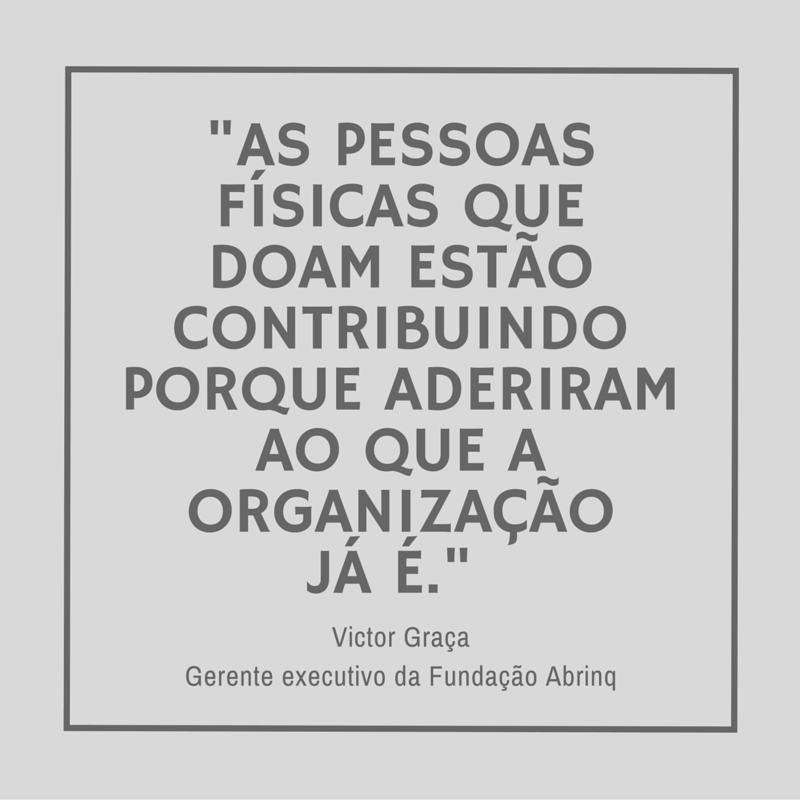 "AS PESSOAS
FÍSICAS QUE
DOAM ESTÃO
CONTRIBUINDO
PORQUE ADERIRAM
AO QUE A
ORGANIZAÇÃO
JÁ É."
Victor Graça
Gerente executivo da Fundação Abrinq